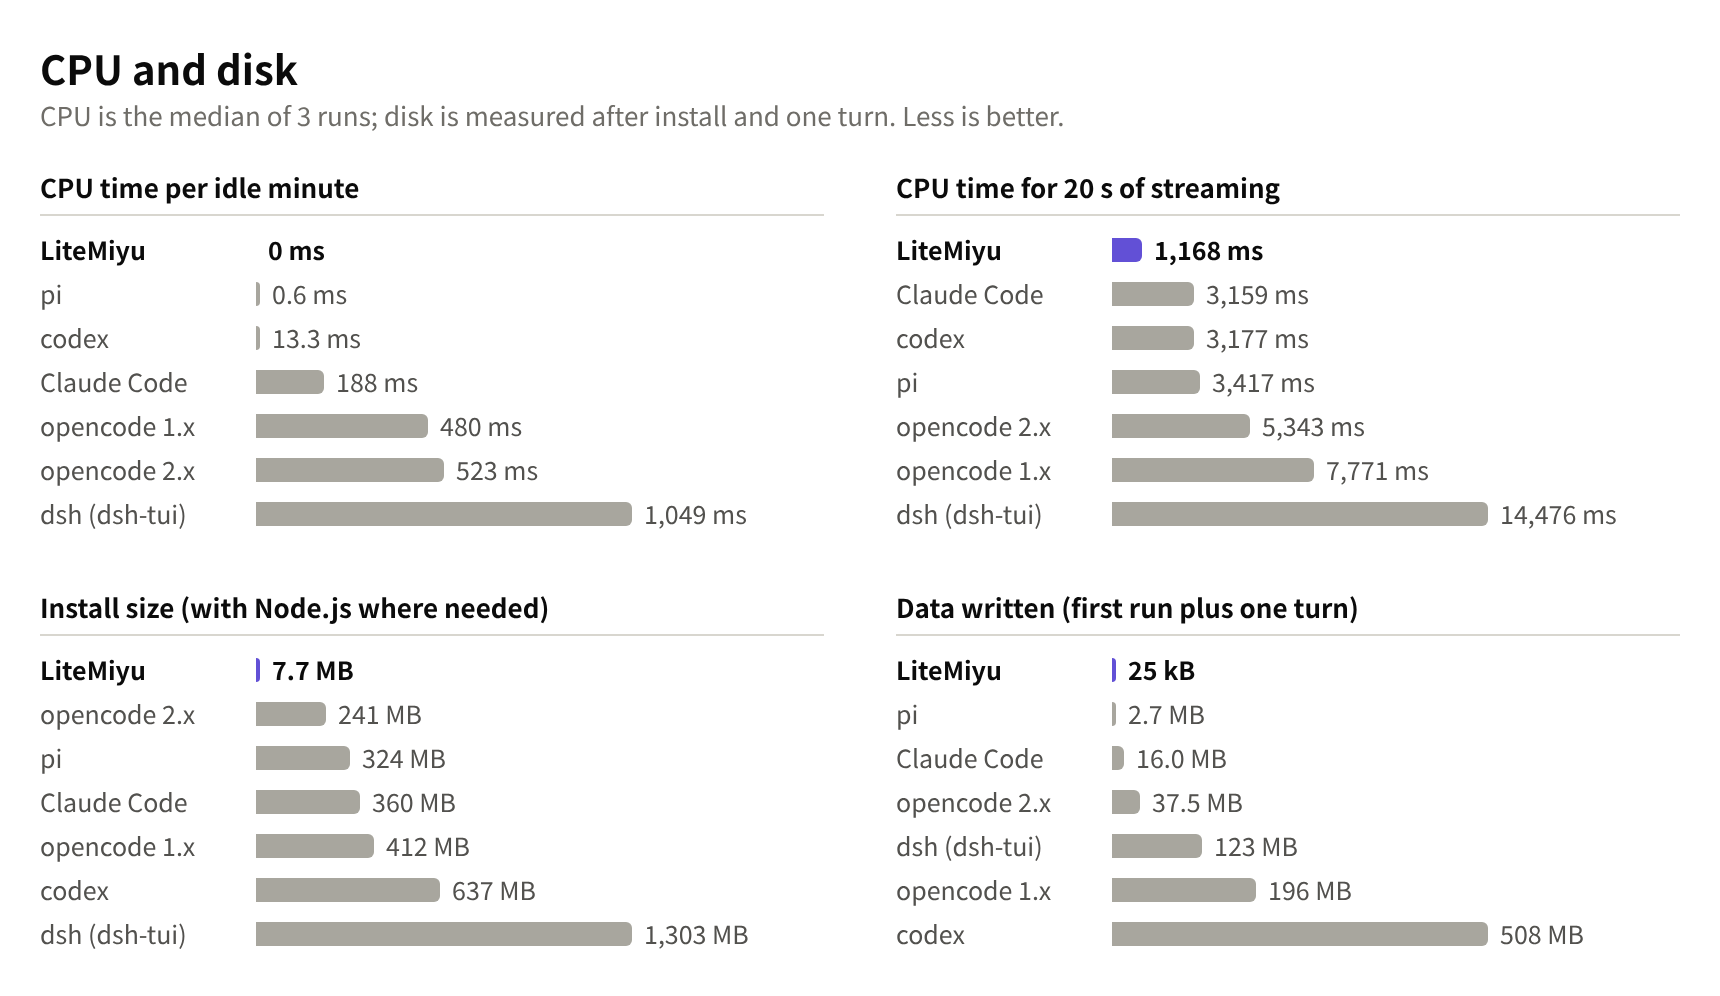 CPU and disk
CPU is the median of 3 runs; disk is measured after install and one turn. Less is better.
CPU time per idle minute
LiteMiyu 0 ms
pi 0.6 ms
codex 13.3 ms
Claude Code 188 ms
opencode 1.x 480 ms
opencode 2.x 523 ms
dsh (dsh-tui) 1,049 ms
CPU time for 20 s of streaming
LiteMiyu 1,168 ms
Claude Code 3,159 ms
codex 3,177 ms
pi 3,417 ms
opencode 2.x 5,343 ms
opencode 1.x 7,771 ms
dsh (dsh-tui) 14,476 ms
Install size (with Node.js where needed)
LiteMiyu 7.7 MB
opencode 2.x 241 MB
pi 324 MB
Claude Code 360 MB
opencode 1.x 412 MB
codex 637 MB
dsh (dsh-tui) 1,303 MB
Data written (first run plus one turn)
LiteMiyu 25 kB
pi 2.7 MB
Claude Code 16.0 MB
opencode 2.x 37.5 MB
dsh (dsh-tui) 123 MB
opencode 1.x 196 MB
codex 508 MB